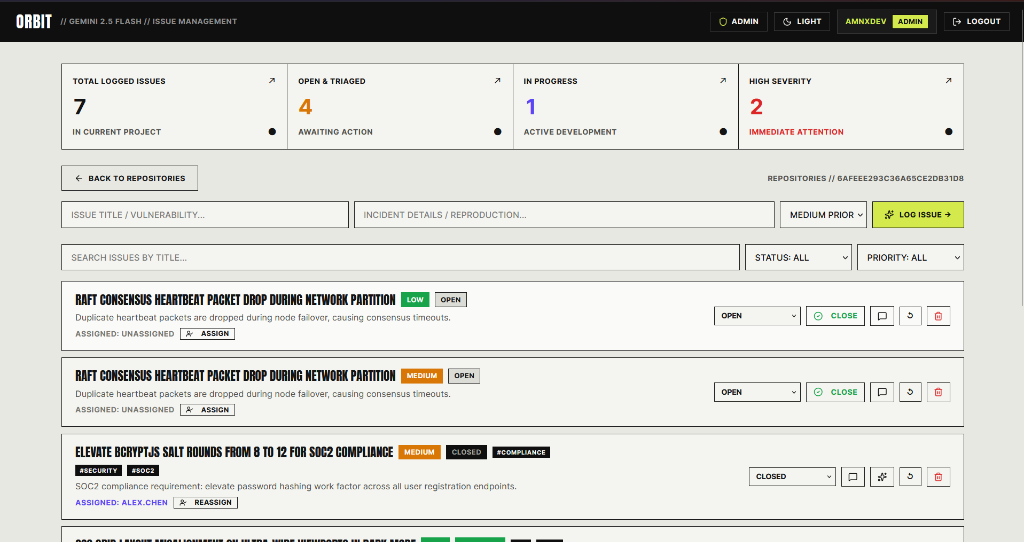 ORBIT // GEMINI 2.5 FLASH // ISSUE MANAGEMENT ADMIN LIGHT AMNXDEV ADMIN LOGOUT
TOTAL LOGGED ISSUES
7
IN CURRENT PROJECT
OPEN & TRIAGED
4
AWAITING ACTION
IN PROGRESS
1
ACTIVE DEVELOPMENT
HIGH SEVERITY
2
IMMEDIATE ATTENTION
BACK TO REPOSITORIES
REPOSITORIES // 6AFEEE293C36A65CE2DB31D8
ISSUE TITLE / VULNERABILITY... INCIDENT DETAILS / REPRODUCTION... MEDIUM PRIOR LOG ISSUE →
SEARCH ISSUES BY TITLE... STATUS: ALL PRIORITY: ALL
RAFT CONSENSUS HEARTBEAT PACKET DROP DURING NETWORK PARTITION LOW OPEN
Duplicate heartbeat packets are dropped during node failover, causing consensus timeouts.
ASSIGNED: UNASSIGNED ASSIGN
OPEN CLOSE
RAFT CONSENSUS HEARTBEAT PACKET DROP DURING NETWORK PARTITION MEDIUM OPEN
Duplicate heartbeat packets are dropped during node failover, causing consensus timeouts.
ASSIGNED: UNASSIGNED ASSIGN
OPEN CLOSE
ELEVATE BCRYPTJS SALT ROUNDS FROM 8 TO 12 FOR SOC2 COMPLIANCE MEDIUM CLOSED #COMPLIANCE
#SECURITY #SOC2
SOC2 compliance requirement: elevate password hashing work factor across all user registration endpoints.
ASSIGNED: ALEX.CHEN REASSIGN
CLOSED